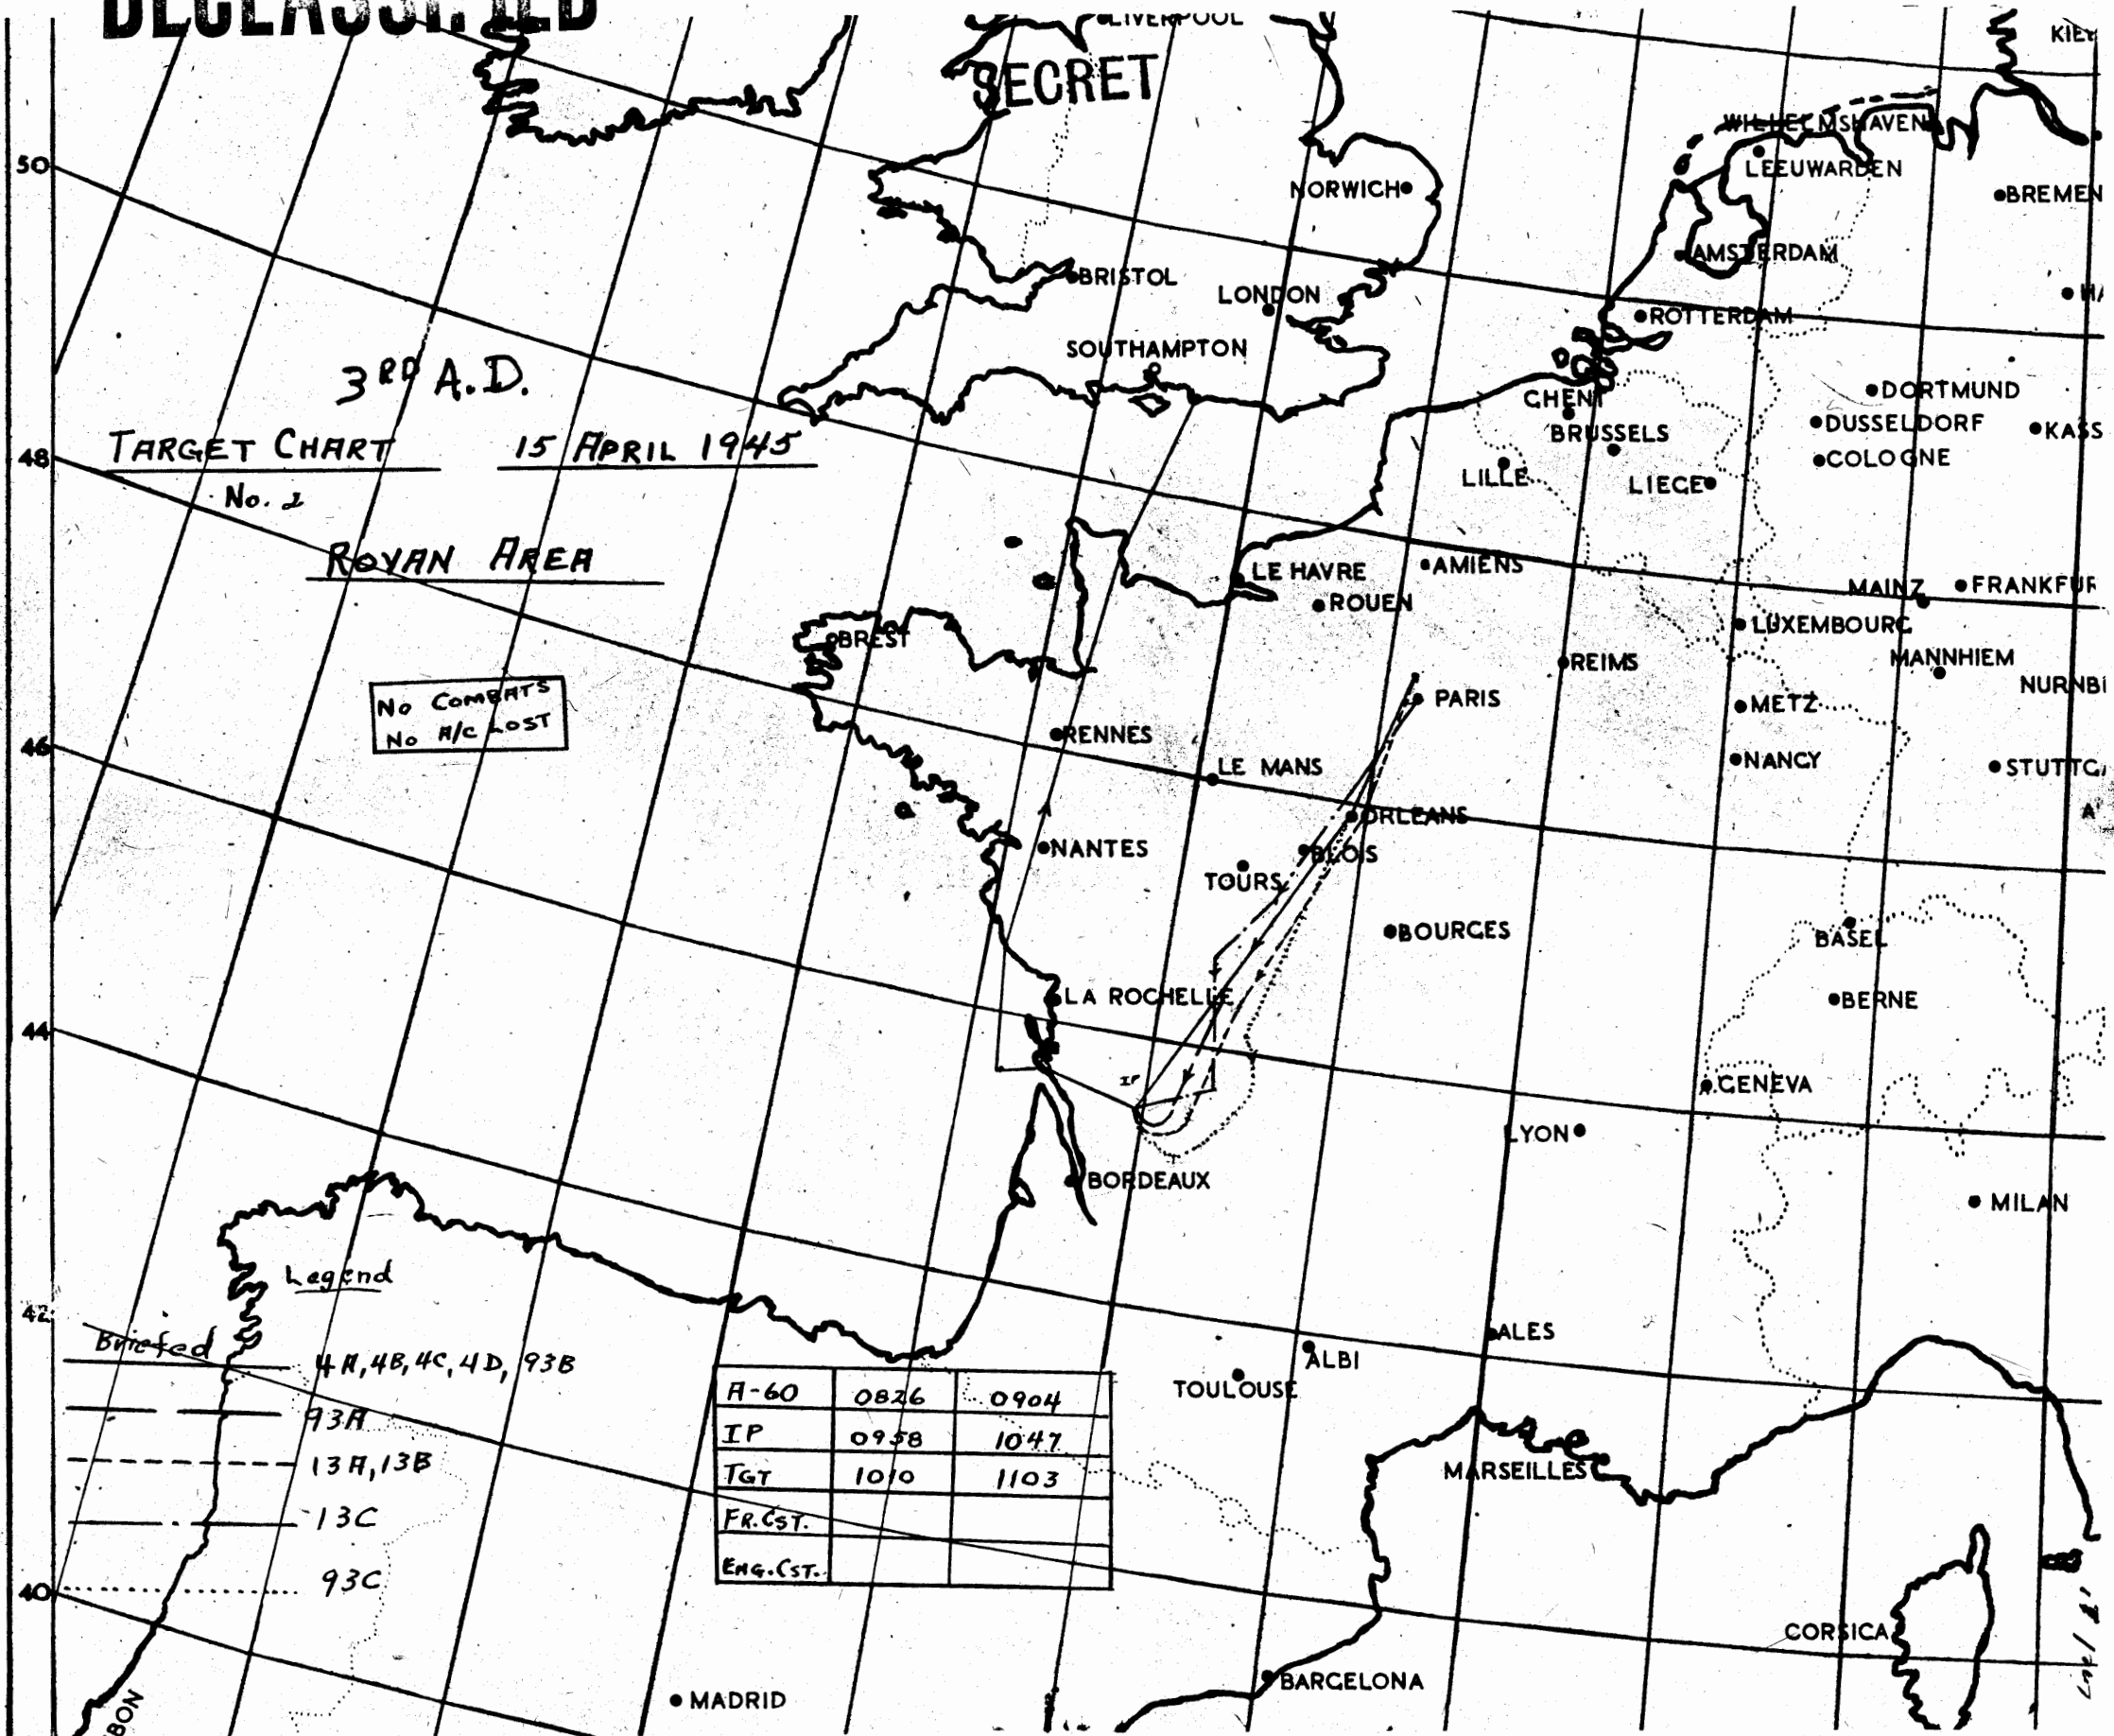 DECLASSIFIED
SECRET
3RD A.D.
TARGET CHART 15 APRIL 1945
ROYAN AREA
No COMBATS
No A/C LOST
50
48
46
44
42
40
LIVERPOOL
NORWICH
BRISTOL
LONDON
SOUTHAMPTON
WILHELMSHAVEN
LEEUWARDEN
BREMEN
AMSTERDAM
ROTTERDAM
GHENT
BRUSSELS
LILLE
LIEGE
DORTMUND
DUSSELDORF
COLOGNE
KASS
LE HAVRE
ROUEN
AMIENS
MAINZ
FRANKFUR
LUXEMBOURG
MANNHIEM
NURNB
BREST
REIMS
PARIS
METZ
RENNES
LE MANS
NANCY
STUTTG
ORLEANS
NANTES
BLOIS
TOURS
BOURGES
BASEL
LA ROCHELLE
BERNE
IP
GENEVA
LYON
BORDEAUX
MILAN
ALES
ALBI
TOULOUSE
MARSEILLES
CORSICA
BARCELONA
MADRID
BON
Legend
Briefed
4A, 4B, 4C, 4D, 93B
93A
13A, 13B
13C
93C
A-60 0826 0904
IP 0958 1047
TGT 1010 1103
FR. CST.
ENG. CST.